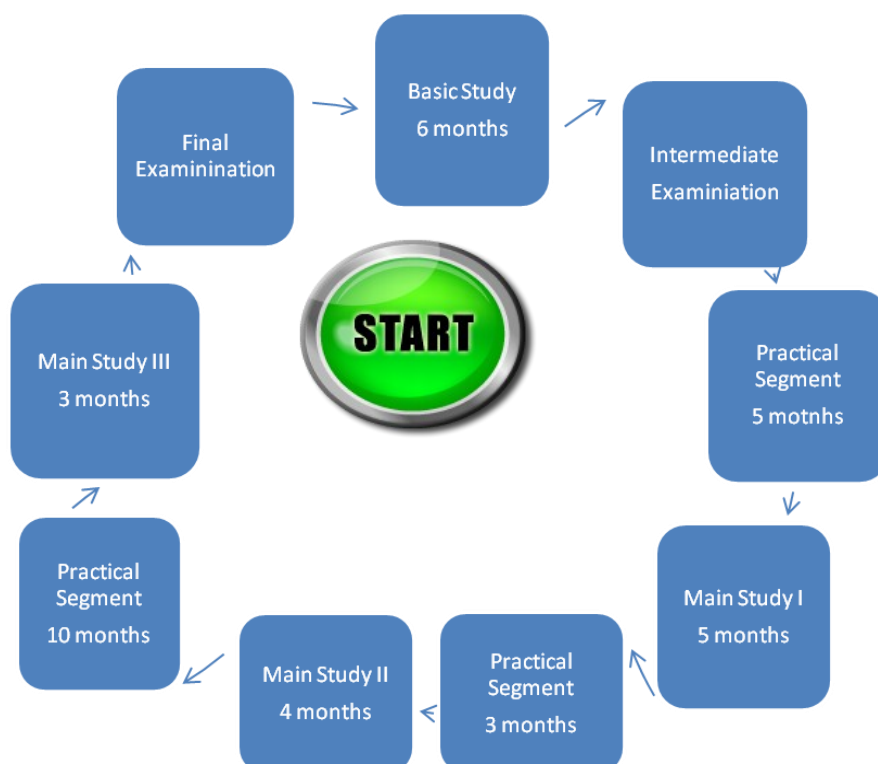 Basic Study
6 months
Intermediate
Examiniation
Practical
Segment
5 motnhs
Main Study I
5 months
Practical
Segment
3 months
Main Study II
4 months
Practical
Segment
10 months
Main Study III
3 months
Final
Examinination
START